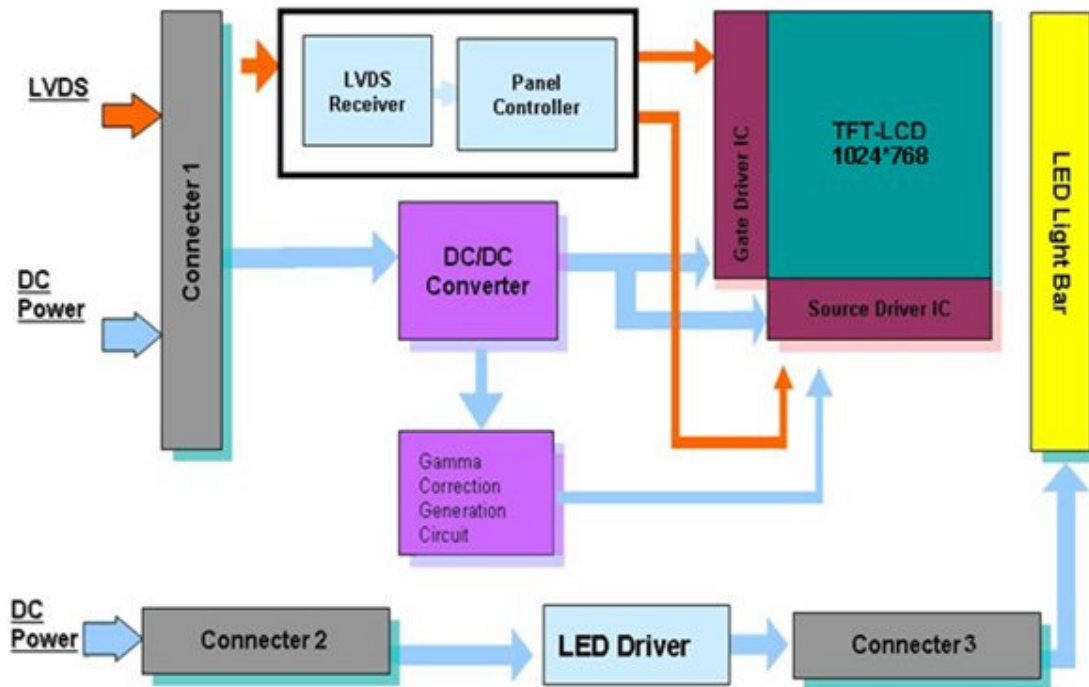 LVDS
DC
Power
Connecter 1
LVDS
Receiver
Panel
Controller
DC/DC
Converter
Gamma
Correction
Generation
Circuit
Gate Driver IC
TFT-LCD
1024*768
Source Driver IC
LED Light Bar
DC
Power
Connecter 2
LED Driver
Connecter 3